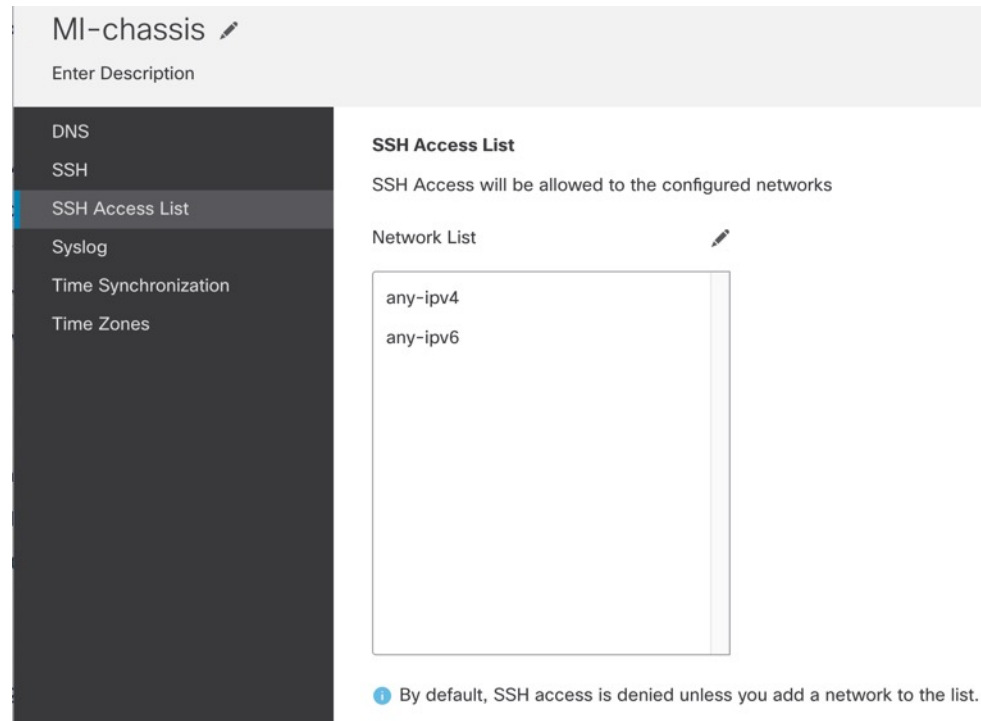 MI-chassis
Enter Description
DNS
SSH
SSH Access List
Syslog
Time Synchronization
Time Zones
SSH Access List
SSH Access will be allowed to the configured networks
Network List
any-ipv4
any-ipv6
By default, SSH access is denied unless you add a network to the list.